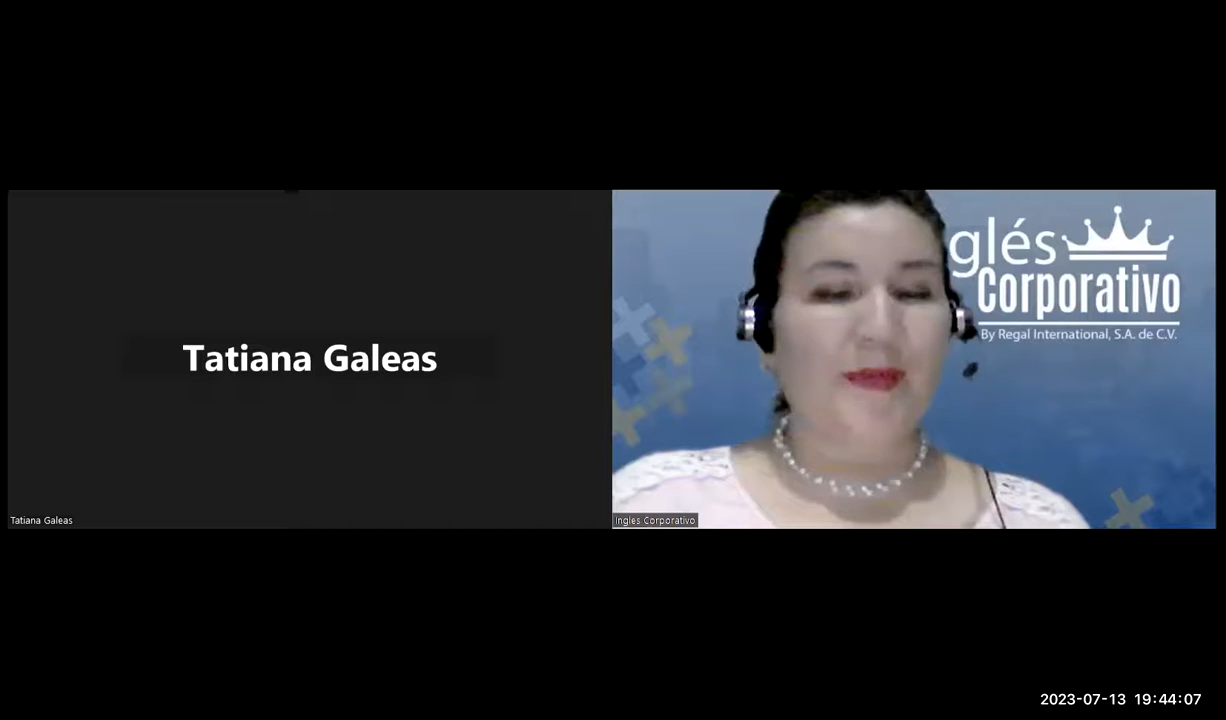 Tatiana Galeas
Tatiana Galeas
glés
Corporativo
By Regal International, S.A. de C.V.
Ingles Corporativo
2023-07-13 19:44:07